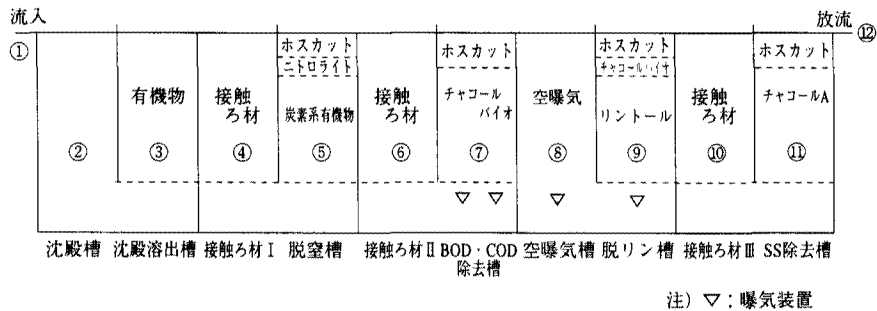 流入
放流
①
⑫
ホスカット
ニトロライト
ホスカット
ホスカット
チャコールバイオ
ホスカット
有機物
接触
ろ材
炭素系有機物
接触
ろ材
チャコール
バイオ
空曝気
リントール
接触
ろ材
チャコールA
②
③
④
⑤
⑥
⑦
⑧
⑨
⑩
⑪
▽ ▽ ▽ ▽
沈殿槽 沈殿溶出槽 接触ろ材Ⅰ 脱窒槽 接触ろ材Ⅱ BOD・COD 空曝気槽 脱リン槽 接触ろ材Ⅲ SS除去槽
除去槽
注) ▽:曝気装置